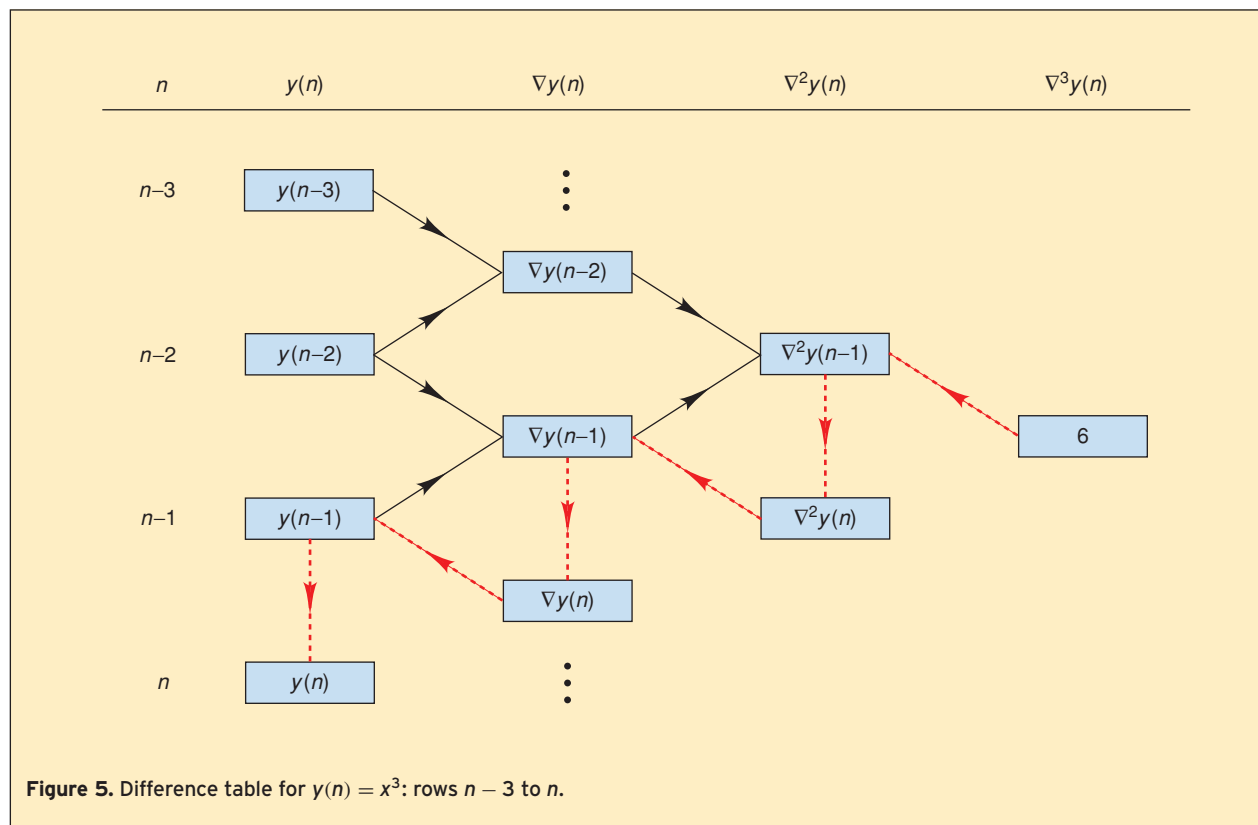 n y(n) ∇y(n) ∇²y(n) ∇³y(n)
n–3 y(n–3)
∇y(n–2)
n–2 y(n–2) ∇²y(n–1)
∇y(n–1) 6
n–1 y(n–1) ∇²y(n)
∇y(n)
n y(n)
Figure 5. Difference table for y(n) = x³: rows n − 3 to n.